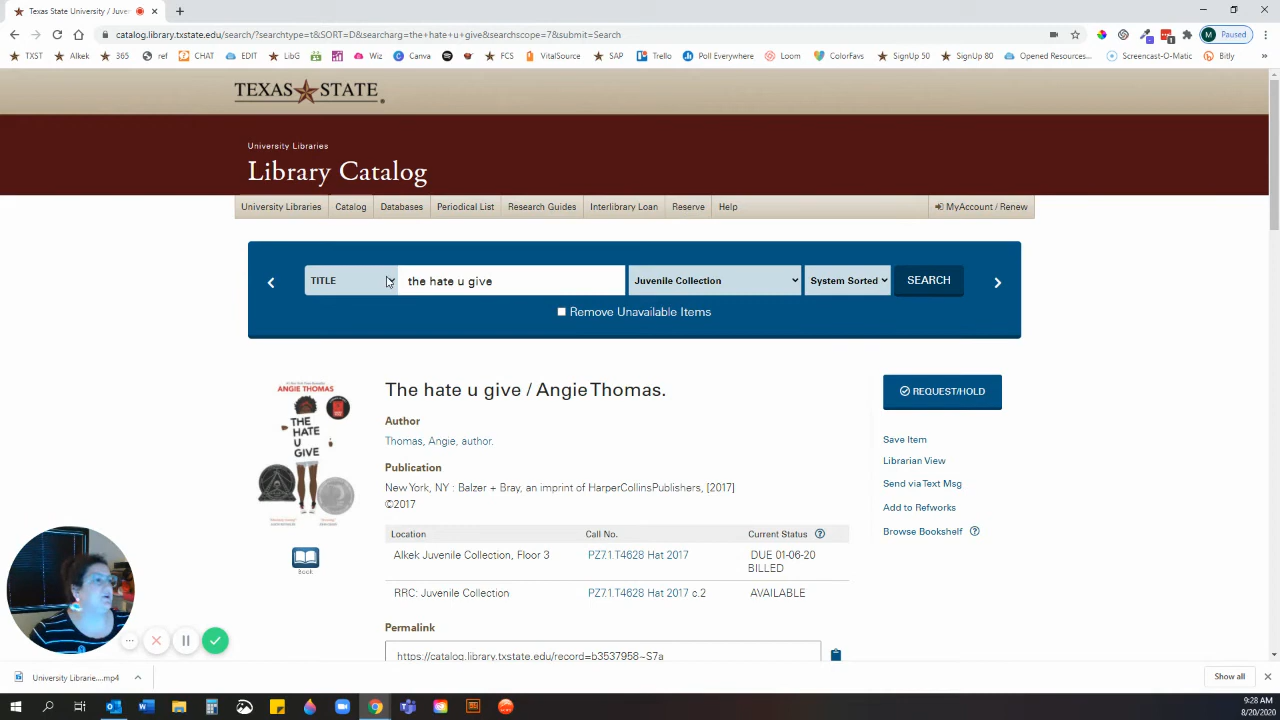 Texas State University / Juve
catalog.library.txstate.edu/search/?searchtype=t&SORT=D&searcharg=the+hate+u+give&searchscope=7&submit=Search
M Paused
TXST Alkek 365 ref CHAT EDIT LibG Wiz Canva FCS VitalSource SAP Trello Poll Everywhere Loom ColorFavs SignUp 50 SignUp 80 Opened Resources... Screencast-O-Matic Bitly »
TEXAS STATE
University Libraries
Library Catalog
University Libraries Catalog Databases Periodical List Research Guides Interlibrary Loan Reserve Help MyAccount / Renew
TITLE the hate u give Juvenile Collection System Sorted SEARCH
Remove Unavailable Items
ANGIE THOMAS
THE
HATE
U
GIVE
Book
The hate u give / Angie Thomas.
Author
Thomas, Angie, author.
Publication
New York, NY : Balzer + Bray, an imprint of HarperCollinsPublishers, [2017]
©2017
Location Call No. Current Status ?
Alkek Juvenile Collection, Floor 3 PZ7.1.T4628 Hat 2017 DUE 01-06-20
BILLED
RRC: Juvenile Collection PZ7.1.T4628 Hat 2017 c.2 AVAILABLE
Permalink
https://catalog.library.txstate.edu/record=b3537958~S7a
REQUEST/HOLD
Save Item
Librarian View
Send via Text Msg
Add to Refworks
Browse Bookshelf ?
University Librarie....mp4 Show all
9:28 AM
8/20/2020